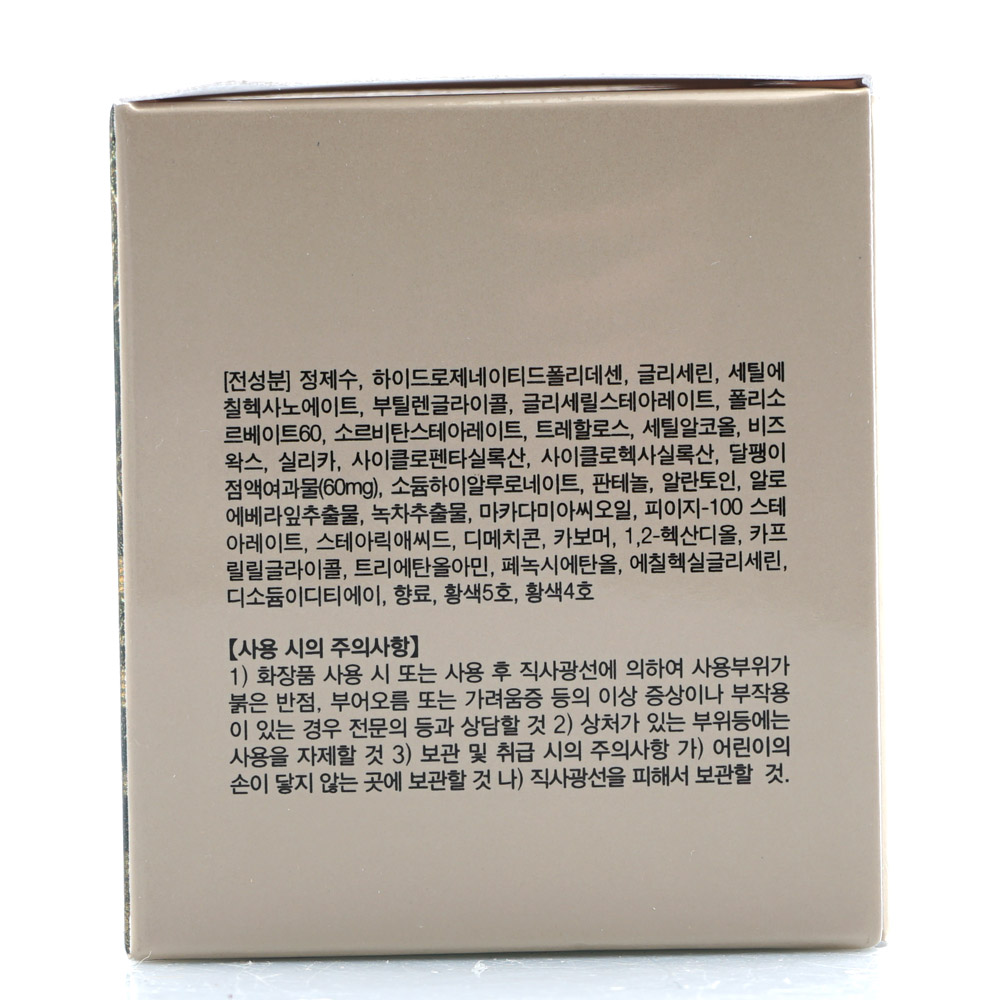 [전성분] 정제수, 하이드로제네이티드폴리데센, 글리세린, 세틸에
칠헥사노에이트, 부틸렌글라이콜, 글리세릴스테아레이트, 폴리소
르베이트60, 소르비탄스테아레이트, 트레할로스, 세틸알코올, 비즈
왁스, 실리카, 사이클로펜타실록산, 사이클로헥사실록산, 달팽이
점액여과물(60mg), 소듐하이알루로네이트, 판테놀, 알란토인, 알로
에베라잎추출물, 녹차추출물, 마카다미아씨오일, 피이지-100 스테
아레이트, 스테아릭애씨드, 디메치콘, 카보머, 1,2-헥산디올, 카프
릴릴글라이콜, 트리에탄올아민, 페녹시에탄올, 에칠헥실글리세린,
디소듐이디티에이, 향료, 황색5호, 황색4호
【사용 시의 주의사항】
1) 화장품 사용 시 또는 사용 후 직사광선에 의하여 사용부위가
붉은 반점, 부어오름 또는 가려움증 등의 이상 증상이나 부작용
이 있는 경우 전문의 등과 상담할 것 2) 상처가 있는 부위등에는
사용을 자제할 것 3) 보관 및 취급 시의 주의사항 가) 어린이의
손이 닿지 않는 곳에 보관할 것 나) 직사광선을 피해서 보관할 것.